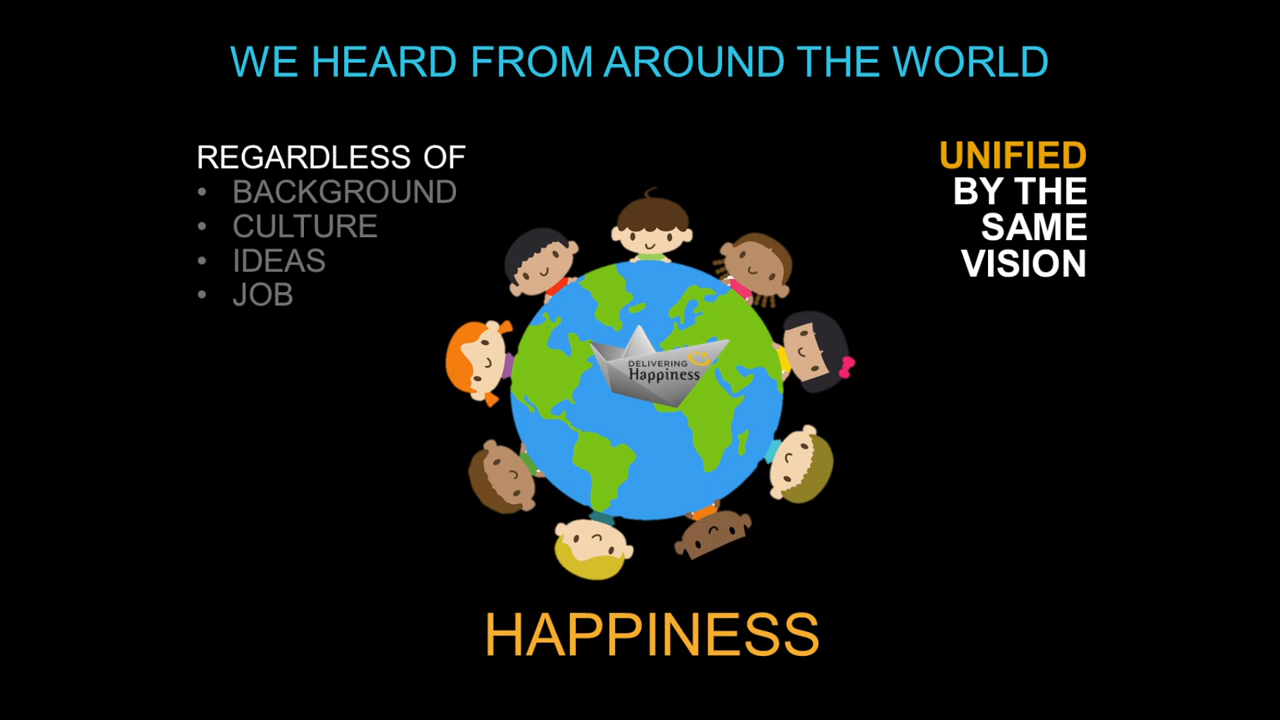 WE HEARD FROM AROUND THE WORLD
REGARDLESS OF
• BACKGROUND
• CULTURE
• IDEAS
• JOB
UNIFIED
BY THE
SAME
VISION
DELIVERING
Happiness
HAPPINESS